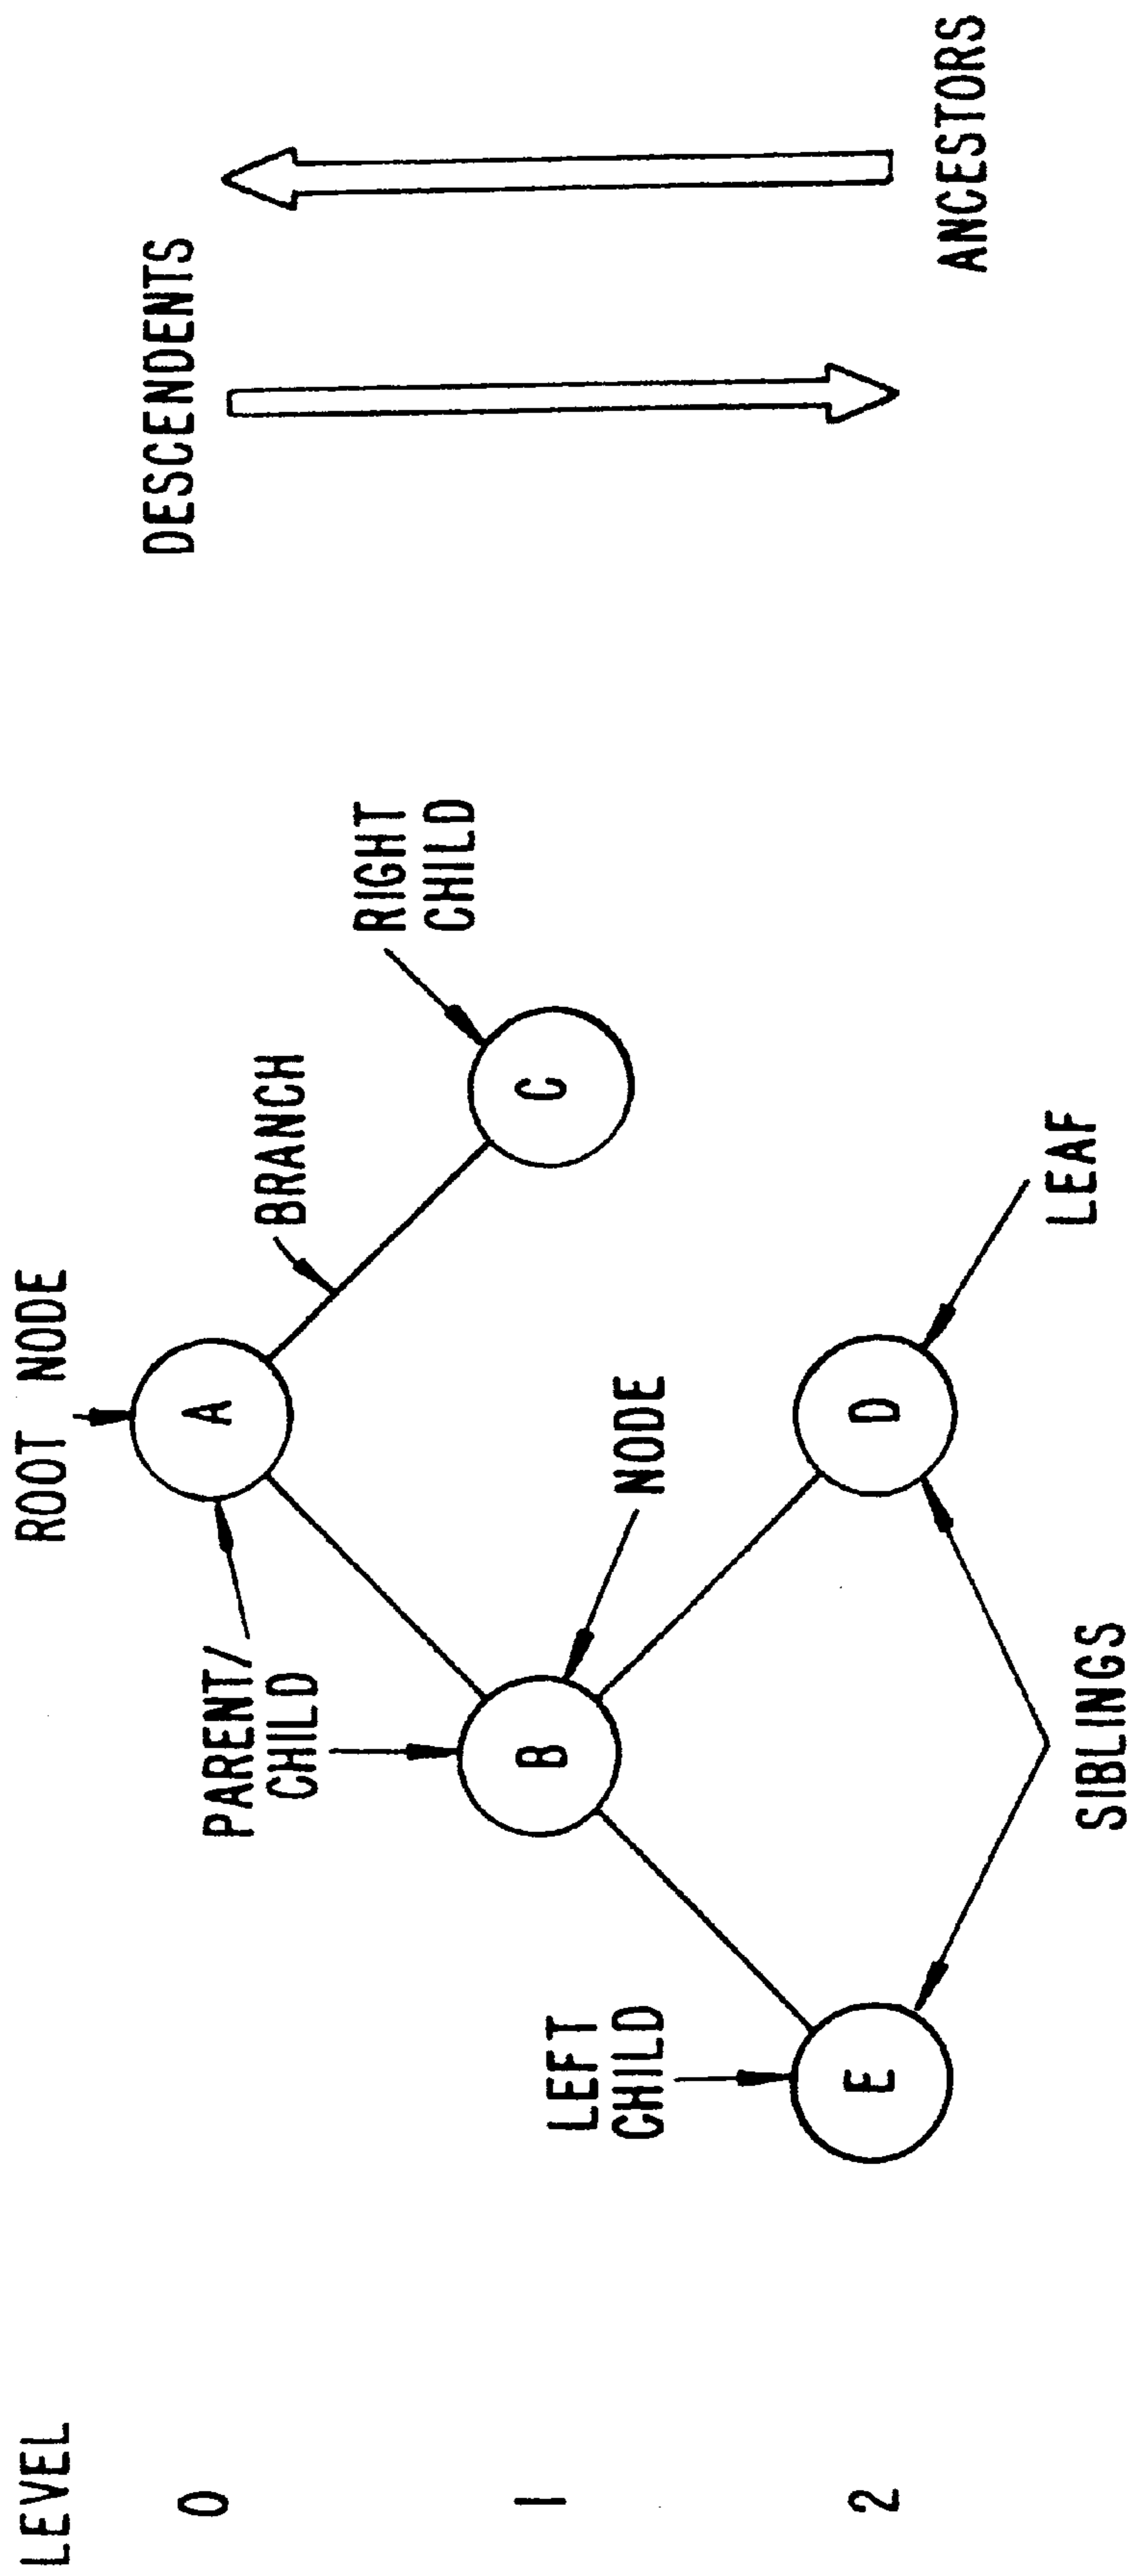 LEVEL
ROOT NODE
DESCENDENTS
0
A
PARENT/
CHILD
BRANCH
RIGHT
CHILD
1
B
C
NODE
LEFT
CHILD
2
E
D
LEAF
SIBLINGS
ANCESTORS